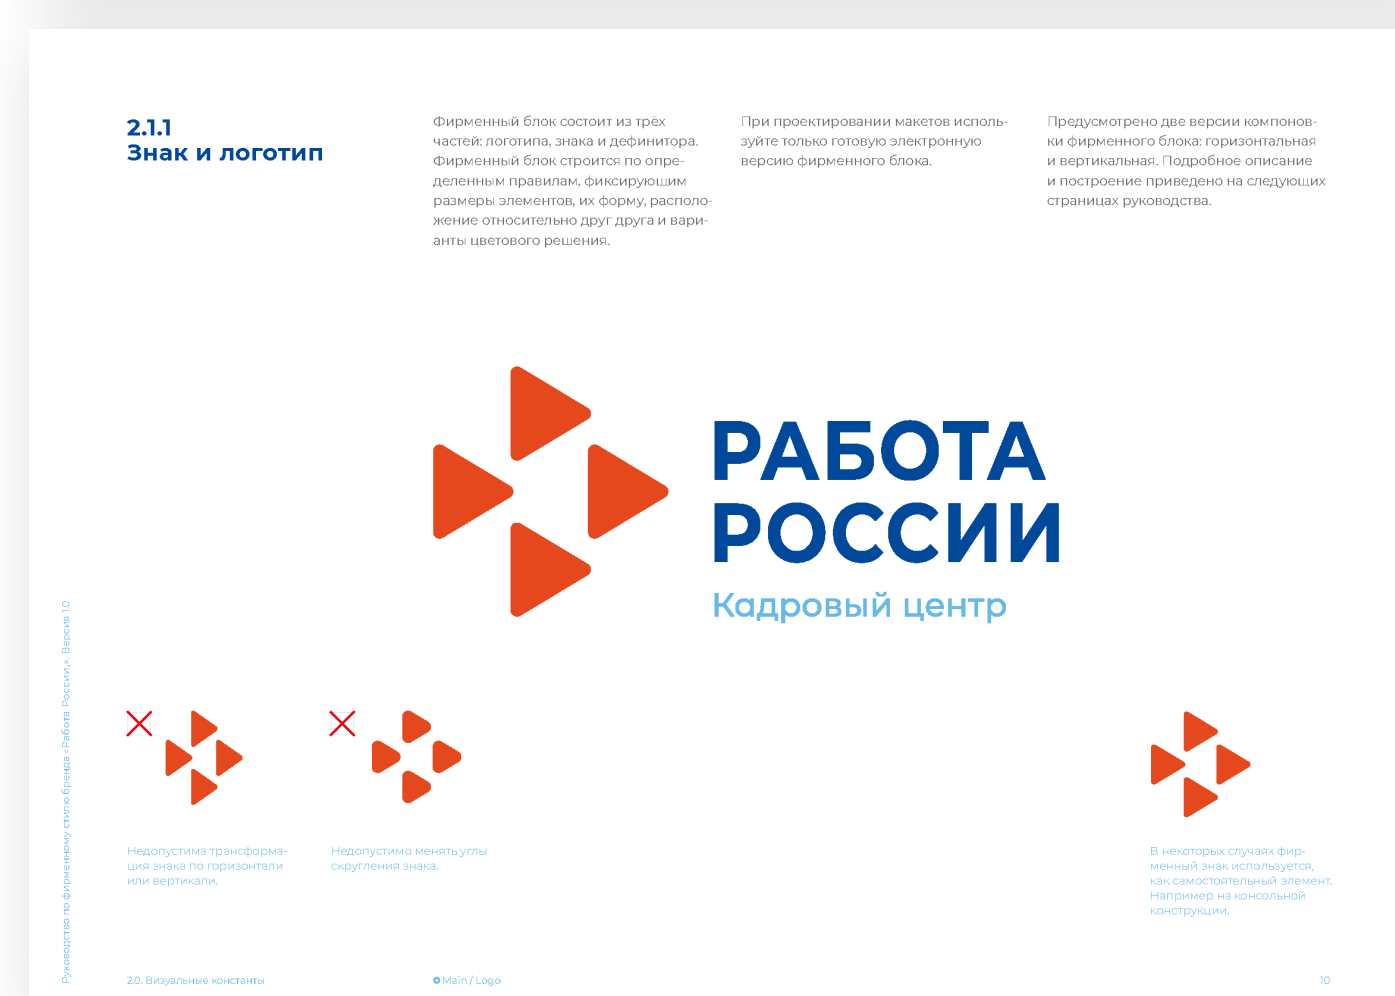 2.1.1
Знак и логотип
Фирменный блок состоит из трёх
частей: логотипа, знака и дефинитора.
Фирменный блок строится по опре-
деленным правилам, фиксирующим
размеры элементов, их форму, располо-
жение относительно друг друга и вари-
анты цветового решения.
При проектировании макетов исполь-
зуйте только готовую электронную
версию фирменного блока.
Предусмотрено две версии компонов-
ки фирменного блока: горизонтальная
и вертикальная. Подробное описание
и построение приведено на следующих
страницах руководства.
РАБОТА
РОССИИ
Кадровый центр
Руководство по фирменному стилю бренда «Работа России,». Версия 1.0
Недопустима трансформа-
ция знака по горизонтали
или вертикали.
Недопустимо менять углы
скругления знака.
В некоторых случаях фир-
менный знак используется,
как самостоятельный элемент.
Например на консольной
конструкции.
2.0. Визуальные константы
Main / Logo
10